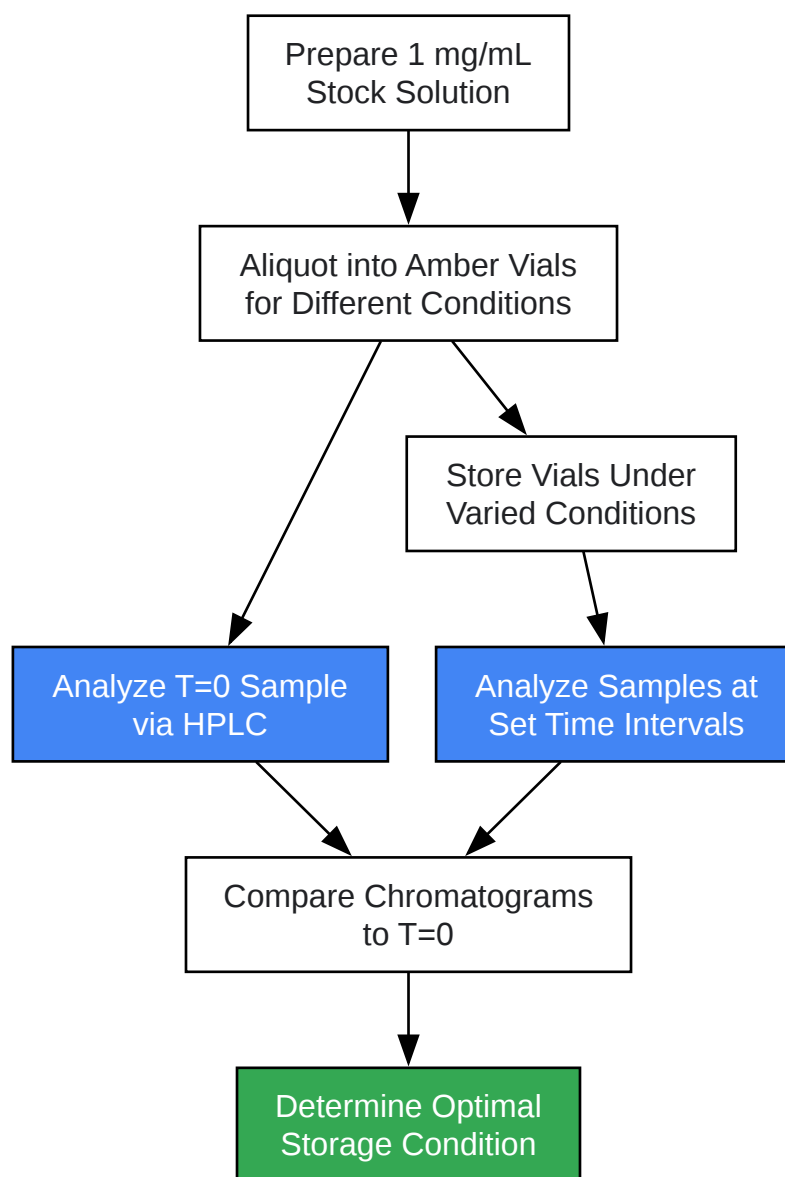 Prepare 1 mg/mL
Stock Solution
Aliquot into Amber Vials
for Different Conditions
Store Vials Under
Varied Conditions
Analyze T=0 Sample
via HPLC
Analyze Samples at
Set Time Intervals
Compare Chromatograms
to T=0
Determine Optimal
Storage Condition